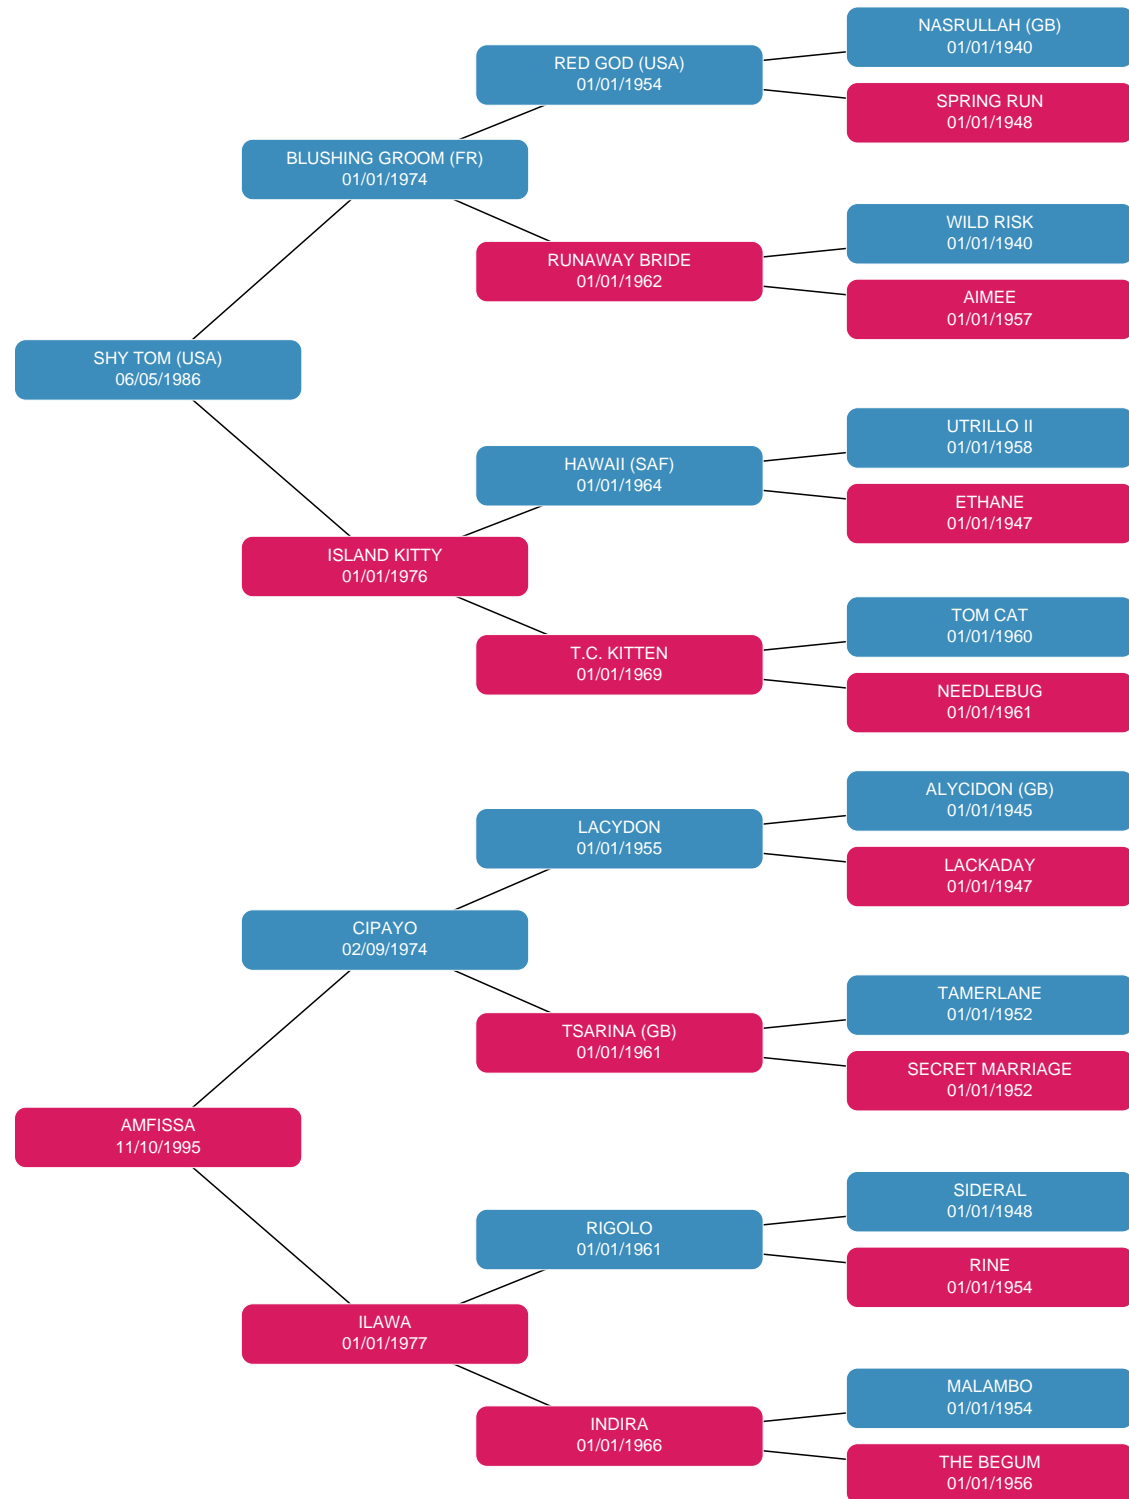 NASRULLAH (GB)
01/01/1940
RED GOD (USA)
01/01/1954
SPRING RUN
01/01/1948
BLUSHING GROOM (FR)
01/01/1974
WILD RISK
01/01/1940
RUNAWAY BRIDE
01/01/1962
AIMEE
01/01/1957
SHY TOM (USA)
06/05/1986
UTRILLO II
01/01/1958
HAWAII (SAF)
01/01/1964
ETHANE
01/01/1947
ISLAND KITTY
01/01/1976
TOM CAT
01/01/1960
T.C. KITTEN
01/01/1969
NEEDLEBUG
01/01/1961
ALYCIDON (GB)
01/01/1945
LACYDON
01/01/1955
LACKADAY
01/01/1947
CIPAYO
02/09/1974
TAMERLANE
01/01/1952
TSARINA (GB)
01/01/1961
SECRET MARRIAGE
01/01/1952
AMFISSA
11/10/1995
SIDERAL
01/01/1948
RIGOLO
01/01/1961
RINE
01/01/1954
ILAWA
01/01/1977
MALAMBO
01/01/1954
INDIRA
01/01/1966
THE BEGUM
01/01/1956